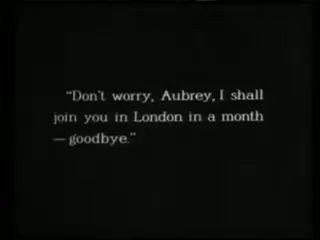 “Don't worry, Aubrey, I shall
join you in London in a month
—goodbye.”